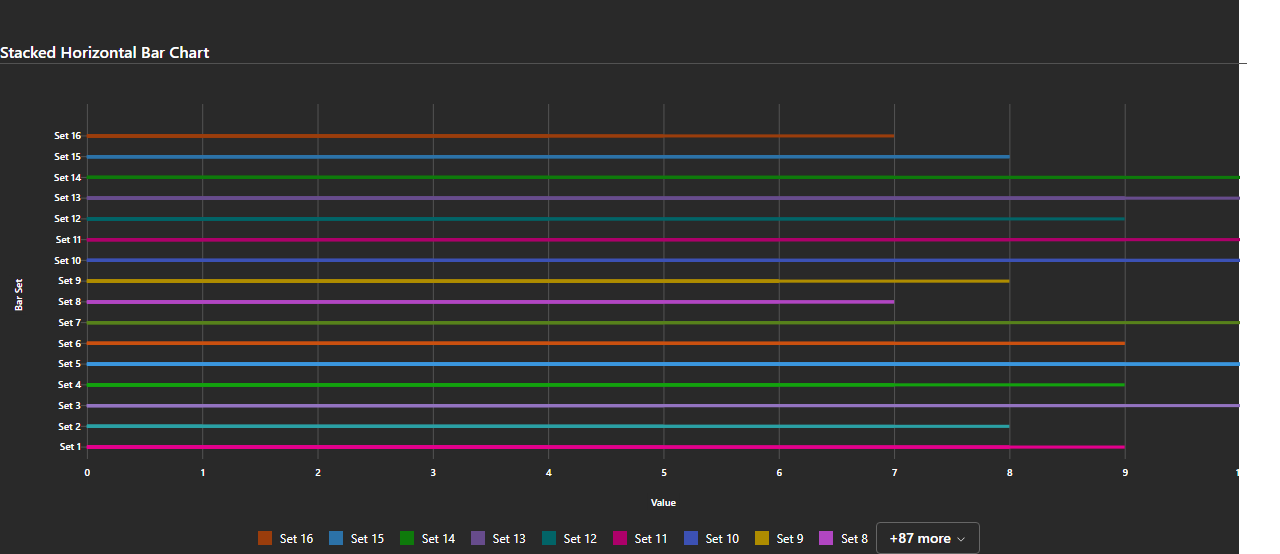 Stacked Horizontal Bar Chart
Set 16
Set 15
Set 14
Set 13
Set 12
Set 11
Set 10
Set 9
Set 8
Set 7
Set 6
Set 5
Set 4
Set 3
Set 2
Set 1
Bar Set
0 1 2 3 4 5 6 7 8 9 1
Value
Set 16 Set 15 Set 14 Set 13 Set 12 Set 11 Set 10 Set 9 Set 8 +87 more